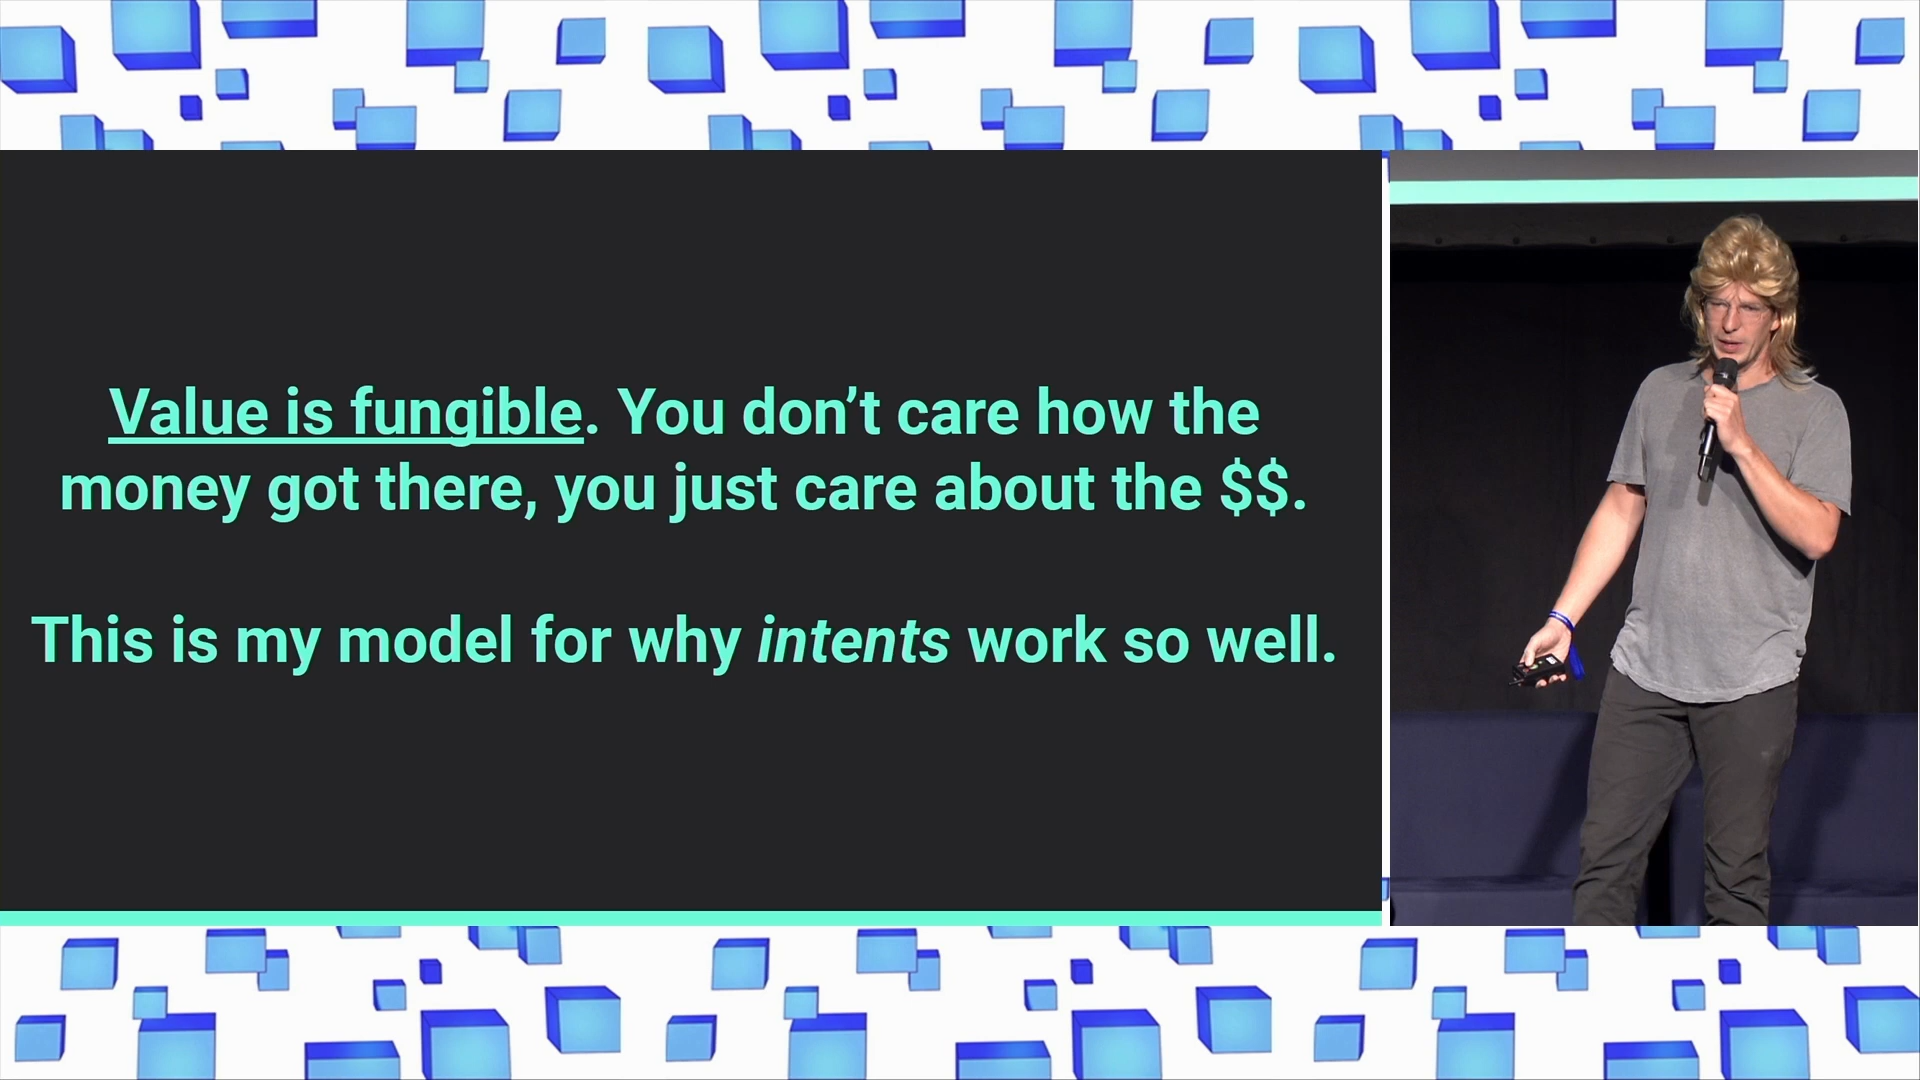 Value is fungible. You don’t care how the
money got there, you just care about the $$.
This is my model for why intents work so well.